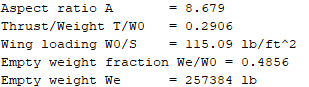 Aspect ratio A = 8.679
Thrust/Weight T/W0 = 0.2906
Wing loading W0/S = 115.09 lb/ft^2
Empty weight fraction We/W0 = 0.4856
Empty weight We = 257384 lb